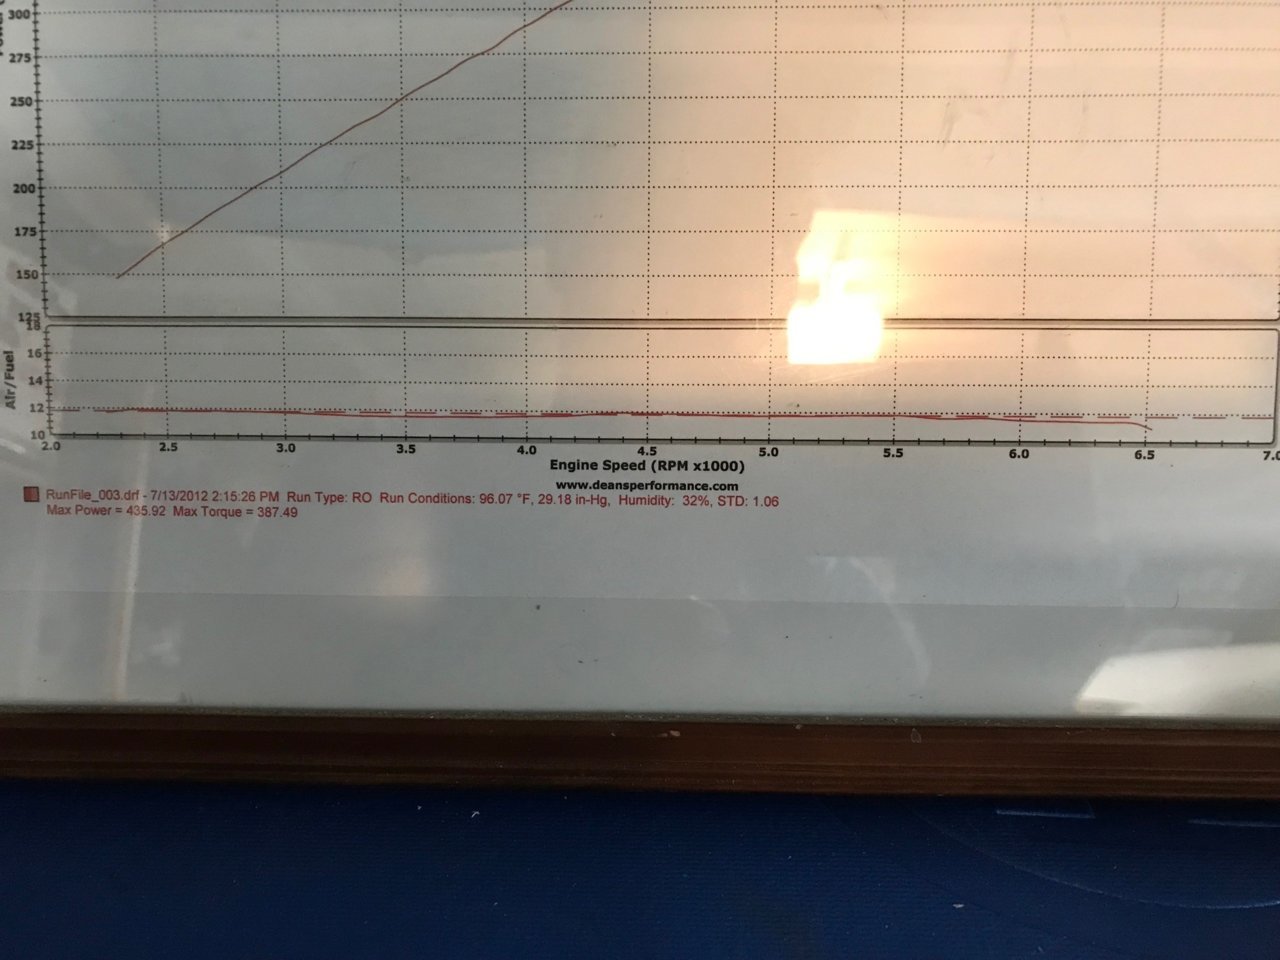 300
275
250
225
200
175
150
125
18
16
14
12
10
Air/Fuel
2.0 2.5 3.0 3.5 4.0 4.5 5.0 5.5 6.0 6.5 7.0
Engine Speed (RPM x1000)
www.deansperformance.com
RunFile_003.drf - 7/13/2012 2:15:26 PM Run Type: RO Run Conditions: 96.07 °F, 29.18 in-Hg, Humidity: 32%, STD: 1.06
Max Power = 435.92 Max Torque = 387.49